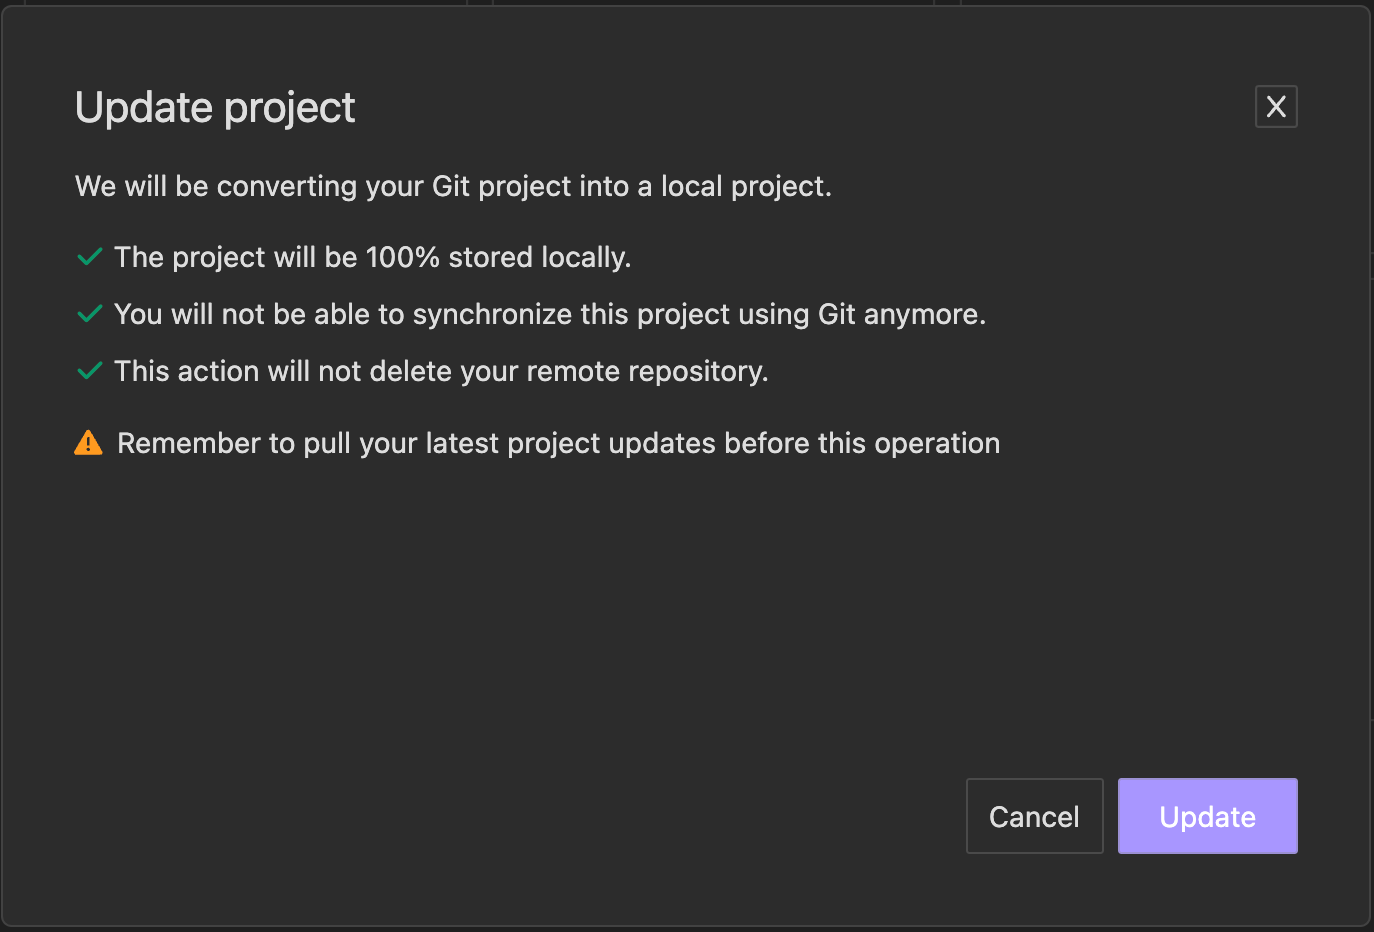 Update project
X
We will be converting your Git project into a local project.
The project will be 100% stored locally.
You will not be able to synchronize this project using Git anymore.
This action will not delete your remote repository.
Remember to pull your latest project updates before this operation
Cancel
Update